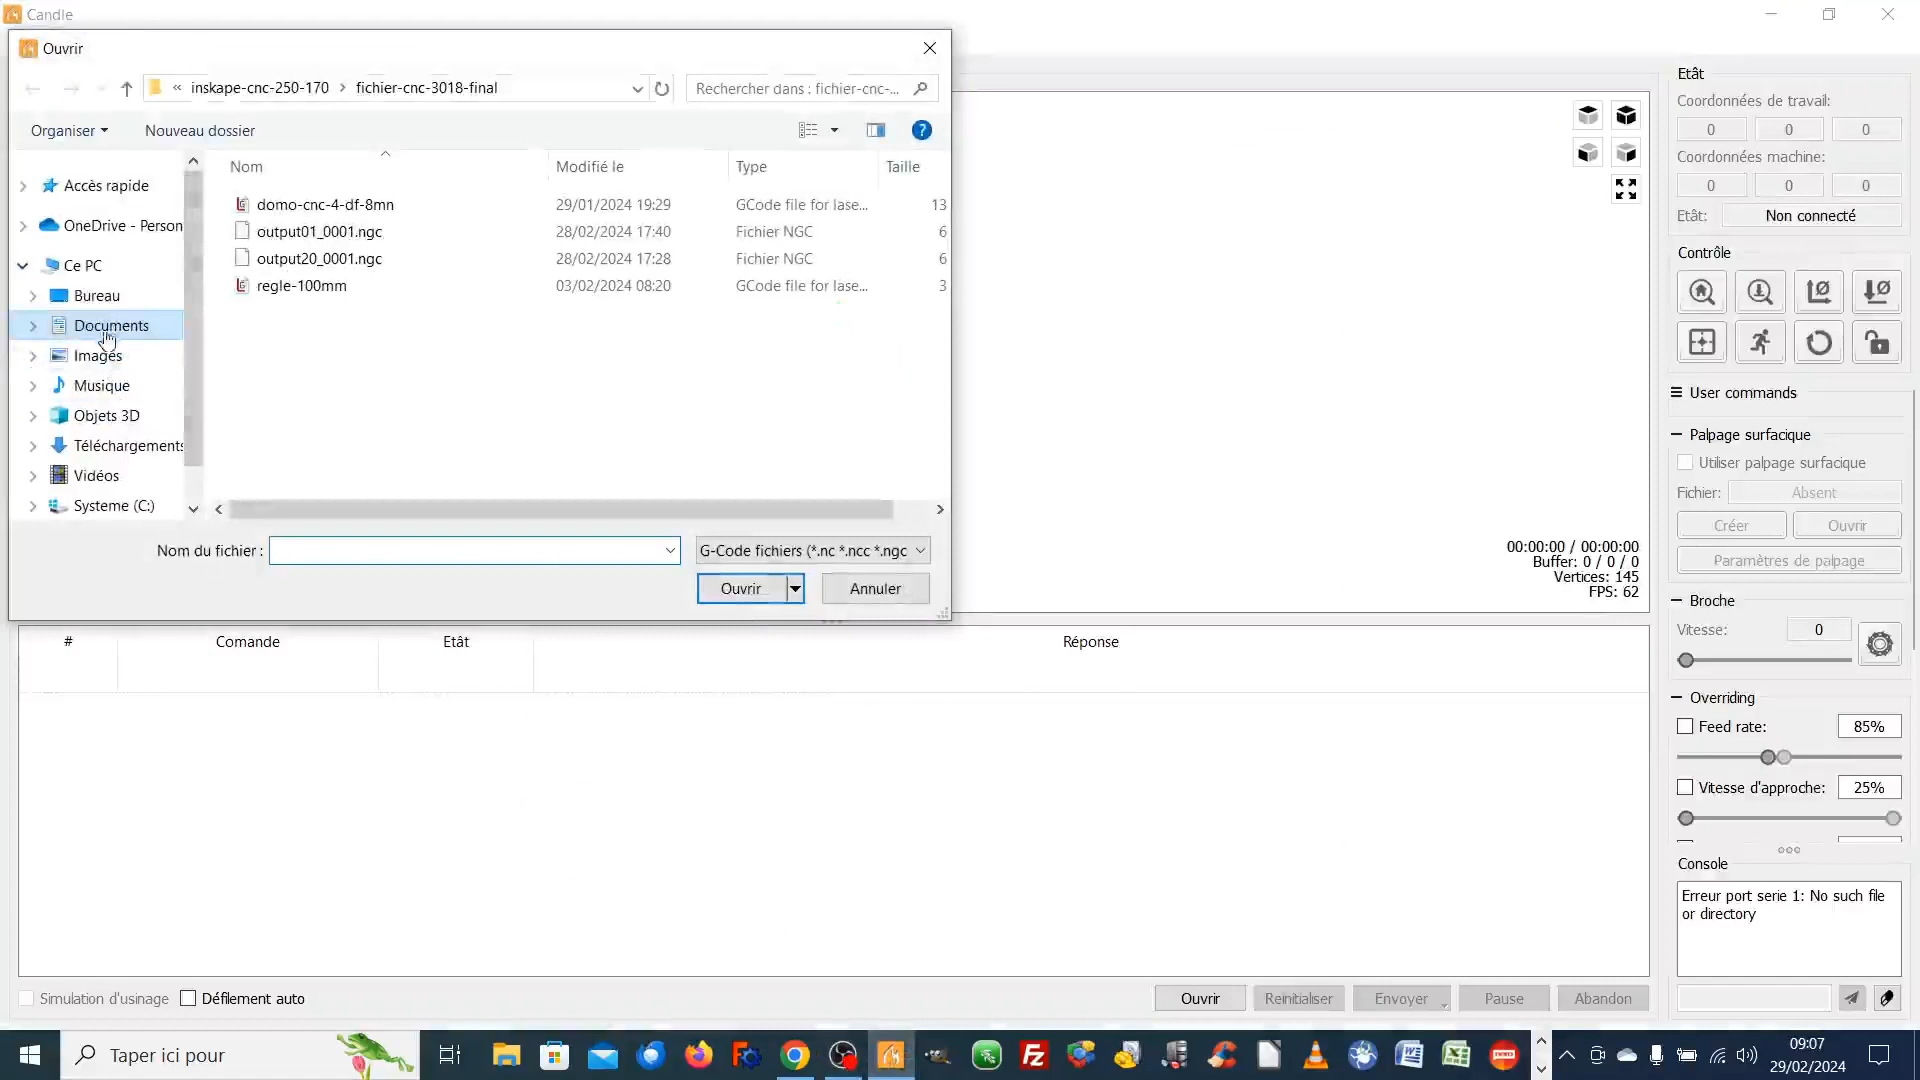 Candle
Ouvrir
« inskape-cnc-250-170 > fichier-cnc-3018-final
Rechercher dans : fichier-cnc-...
Organiser
Nouveau dossier
Nom
Modifié le
Type
Taille
Accès rapide
OneDrive - Person
Ce PC
Bureau
Documents
Images
Musique
Objets 3D
Téléchargements
Vidéos
Systeme (C:)
domo-cnc-4-df-8mn 29/01/2024 19:29 GCode file for lase... 13
output01_0001.ngc 28/02/2024 17:40 Fichier NGC 6
output20_0001.ngc 28/02/2024 17:28 Fichier NGC 6
regle-100mm 03/02/2024 08:20 GCode file for lase... 3
Nom du fichier :
G-Code fichiers (*.nc *.ncc *.ngc
Ouvrir
Annuler
00:00:00 / 00:00:00
Buffer: 0 / 0 / 0
Vertices: 145
FPS: 62
# Comande Etât Réponse
Simulation d'usinage
Défilement auto
Ouvrir
Reinitialiser
Envoyer
Pause
Abandon
Etât
Coordonnées de travail:
0 0 0
Coordonnées machine:
0 0 0
Etât: Non connecté
Contrôle
User commands
Palpage surfacique
Utiliser palpage surfacique
Fichier: Absent
Créer
Ouvrir
Paramètres de palpage
Broche
Vitesse: 0
Overriding
Feed rate: 85%
Vitesse d'approche: 25%
Console
Erreur port serie 1: No such file
or directory
Taper ici pour
09:07
29/02/2024